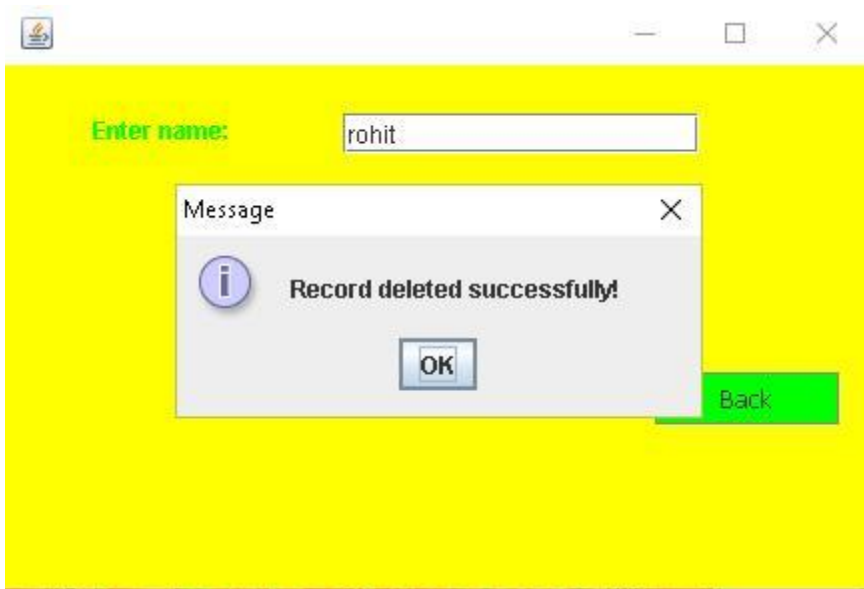 Enter name:
rohit
Message
Record deleted successfully!
OK
Back